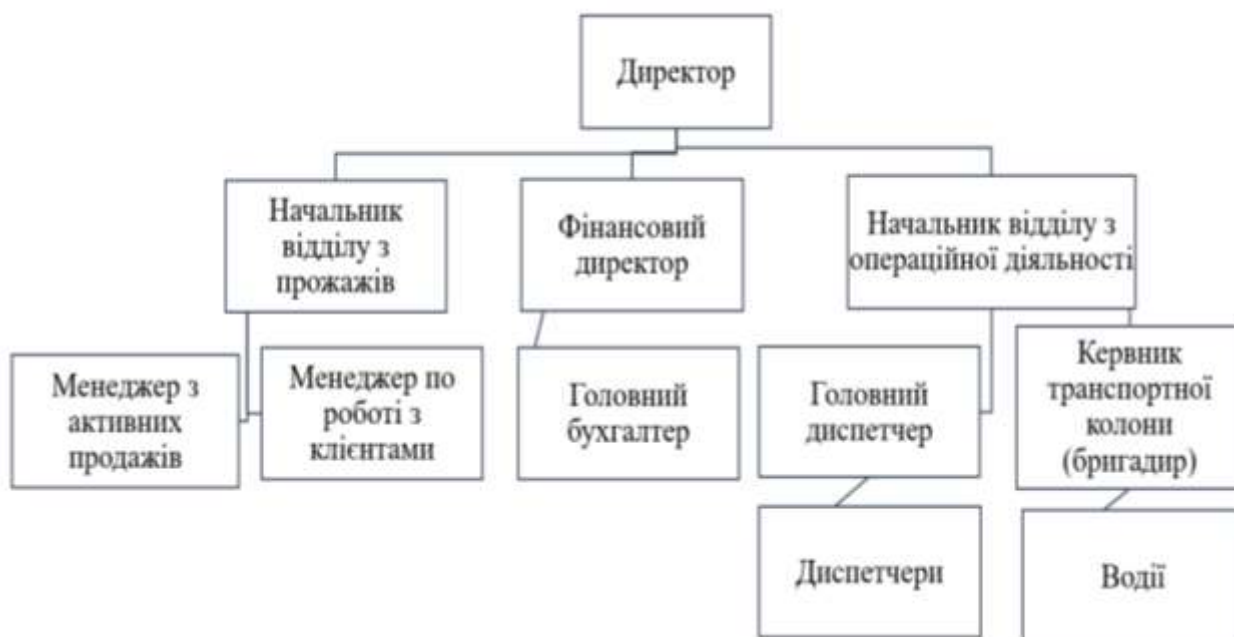 Директор
Начальник
відділу з
прожажів
Фінансовий
директор
Начальник відділу з
операційної діяльності
Менеджер з
активних
продажів
Менеджер по
роботі з
клієнтами
Головний
бухгалтер
Головний
диспетчер
Кервник
транспортної
колони
(бригадир)
Диспетчери
Водії